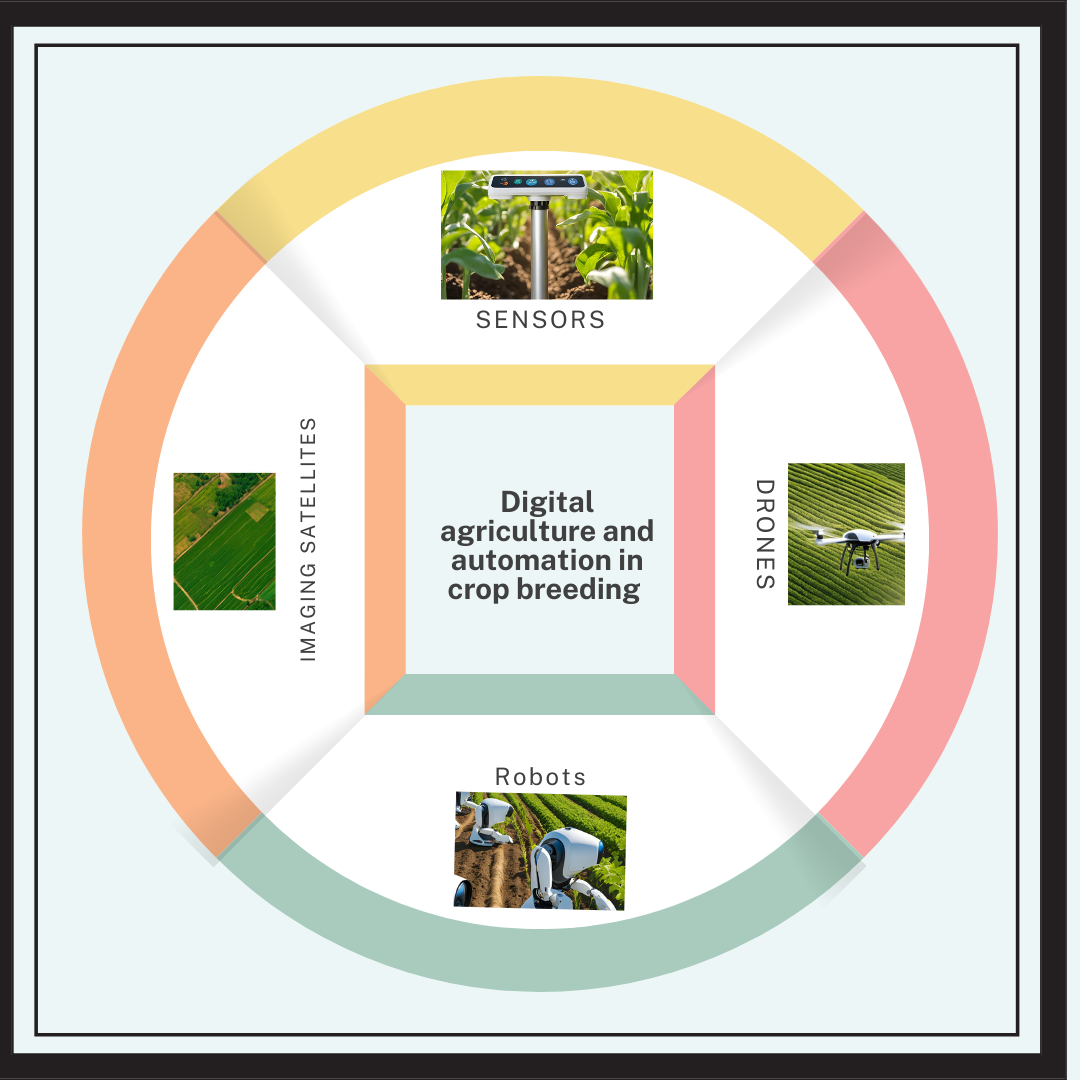 SENSORS
IMAGING SATELLITES
Digital
agriculture and
automation in
crop breeding
DRONES
Robots